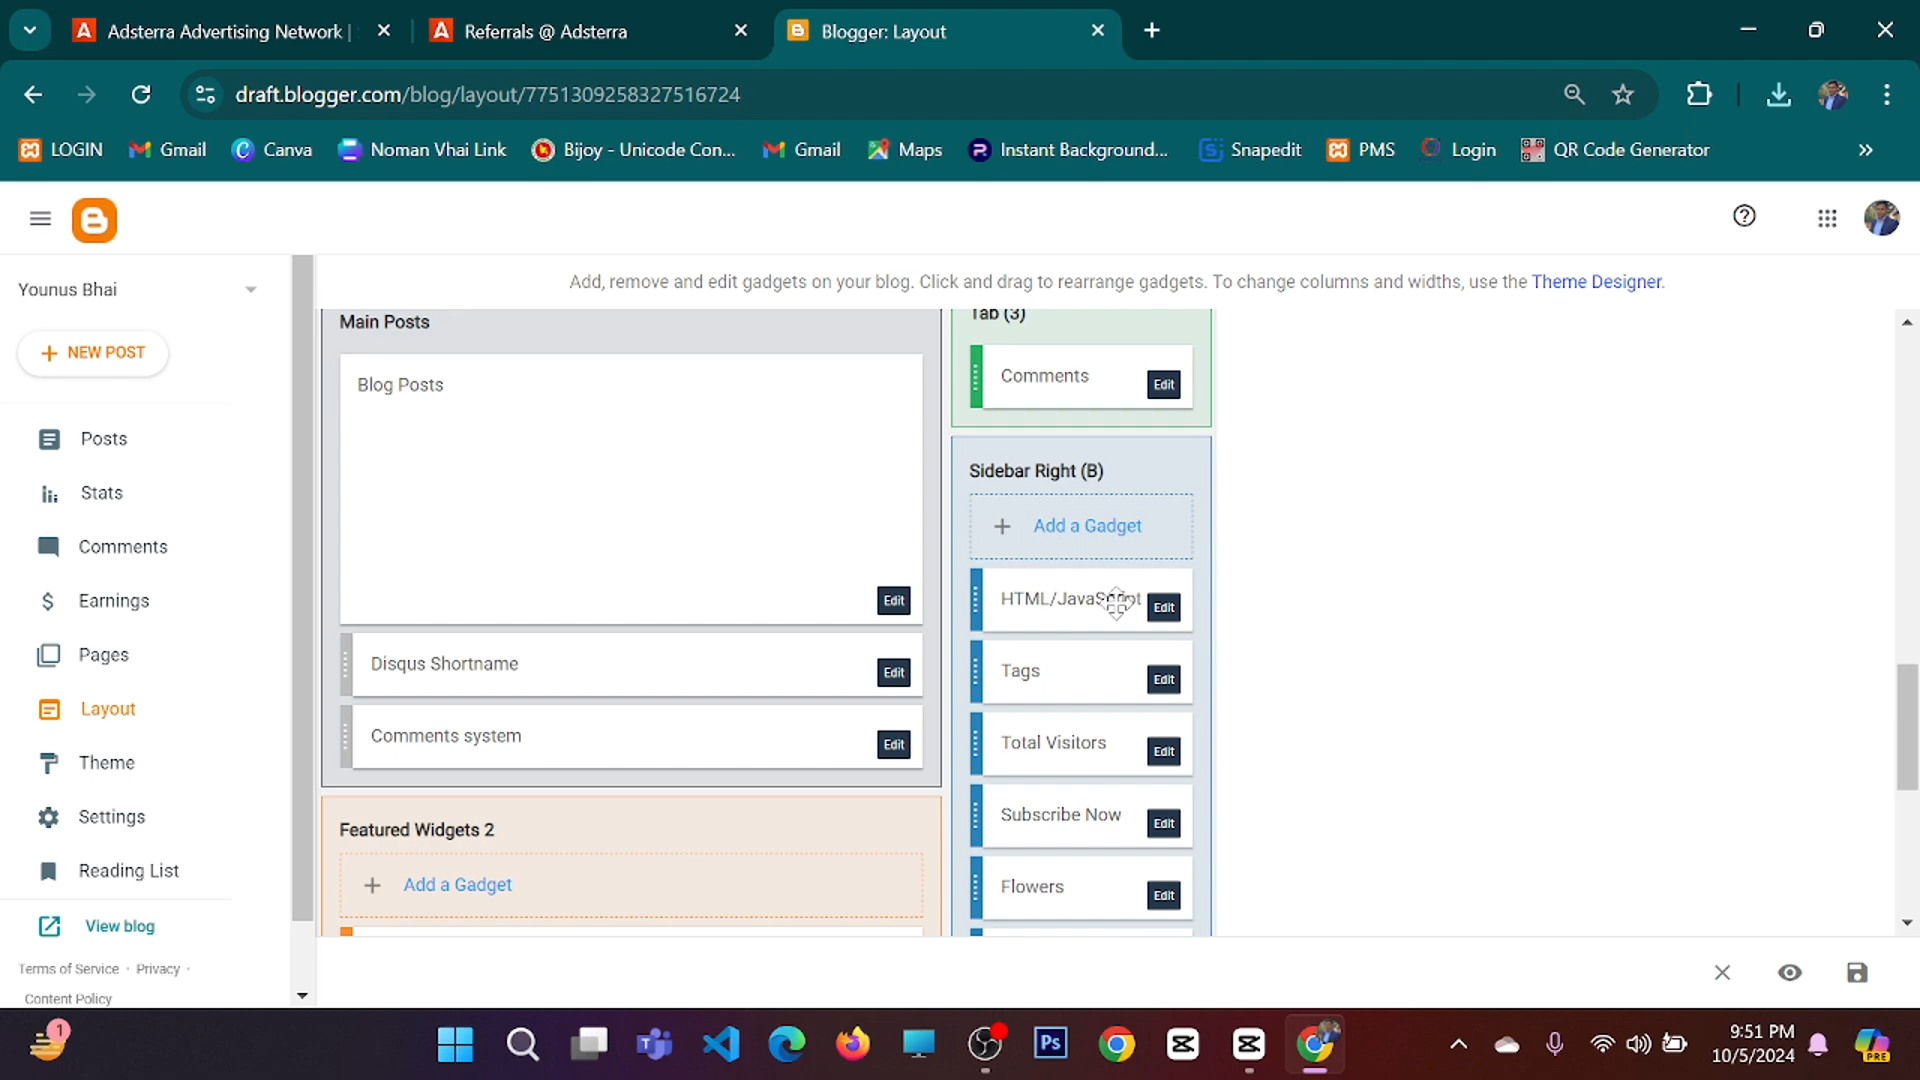 Adsterra Advertising Network |
Referrals @ Adsterra
Blogger: Layout
draft.blogger.com/blog/layout/7751309258327516724
LOGIN
Gmail
Canva
Noman Vhai Link
Bijoy - Unicode Con...
Gmail
Maps
Instant Background...
Snapedit
PMS
Login
QR Code Generator
Younus Bhai
NEW POST
Posts
Stats
Comments
Earnings
Pages
Layout
Theme
Settings
Reading List
View blog
Terms of Service · Privacy ·
Content Policy
Add, remove and edit gadgets on your blog. Click and drag to rearrange gadgets. To change columns and widths, use the Theme Designer.
Main Posts
Blog Posts
Edit
Disqus Shortname
Edit
Comments system
Edit
Featured Widgets 2
Add a Gadget
Tab (3)
Comments
Edit
Sidebar Right (B)
Add a Gadget
HTML/JavaScript
Edit
Tags
Edit
Total Visitors
Edit
Subscribe Now
Edit
Flowers
Edit
1
Ps
9:51 PM
10/5/2024
PRE